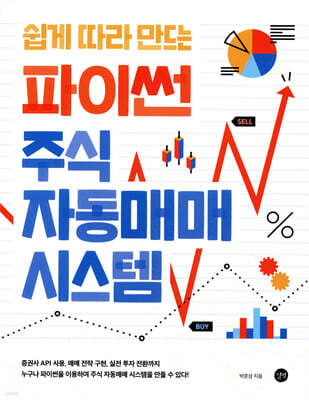 쉽게 따라 만드는
파이썬
주식
자동매매
시스템
SELL
BUY
증권사 API 사용, 매매 전략 구현, 실전 투자 전환까지
누구나 파이썬을 이용하여 주식 자동매매 시스템을 만들 수 있다!
박준성 지음
%